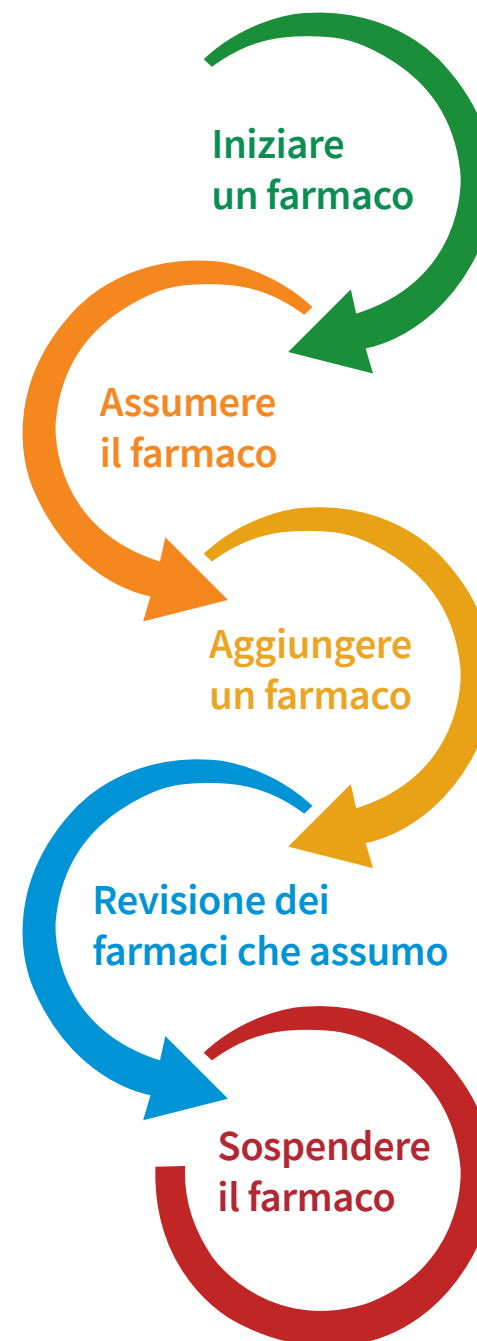 Iniziare
un farmaco
Assumere
il farmaco
Aggiungere
un farmaco
Revisione dei
farmaci che assumo
Sospendere
il farmaco